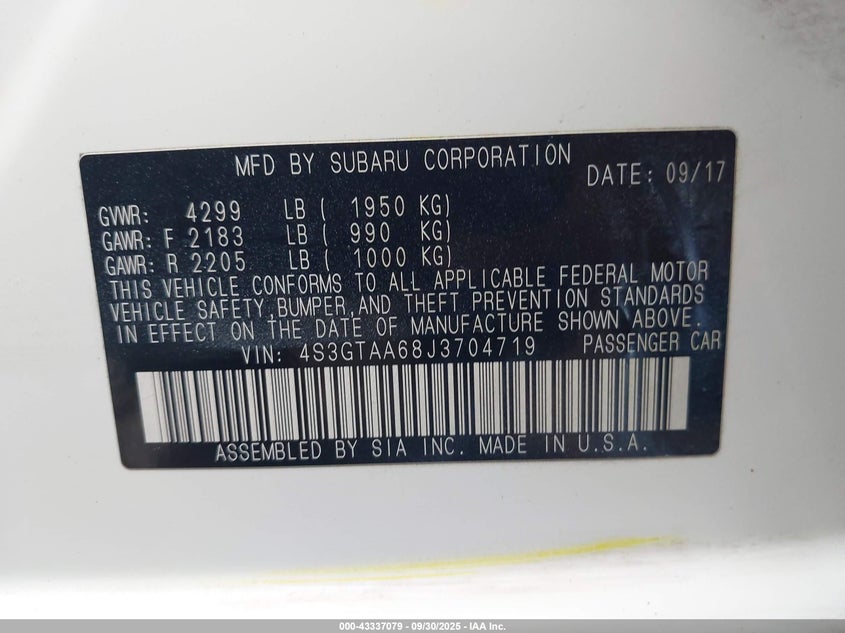 MFD BY SUBARU CORPORATION DATE: 09/17
GVWR: 4299 LB ( 1950 KG)
GAWR: F 2183 LB ( 990 KG)
GAWR: R 2205 LB ( 1000 KG)
THIS VEHICLE CONFORMS TO ALL APPLICABLE FEDERAL MOTOR
VEHICLE SAFETY,BUMPER,AND THEFT PREVENTION STANDARDS
IN EFFECT ON THE DATE OF MANUFACTURE SHOWN ABOVE.
VIN: 4S3GTAA68J3704719 PASSENGER CAR
ASSEMBLED BY SIA INC. MADE IN U.S.A.
000-43337079 - 09/30/2025 - IAA Inc.